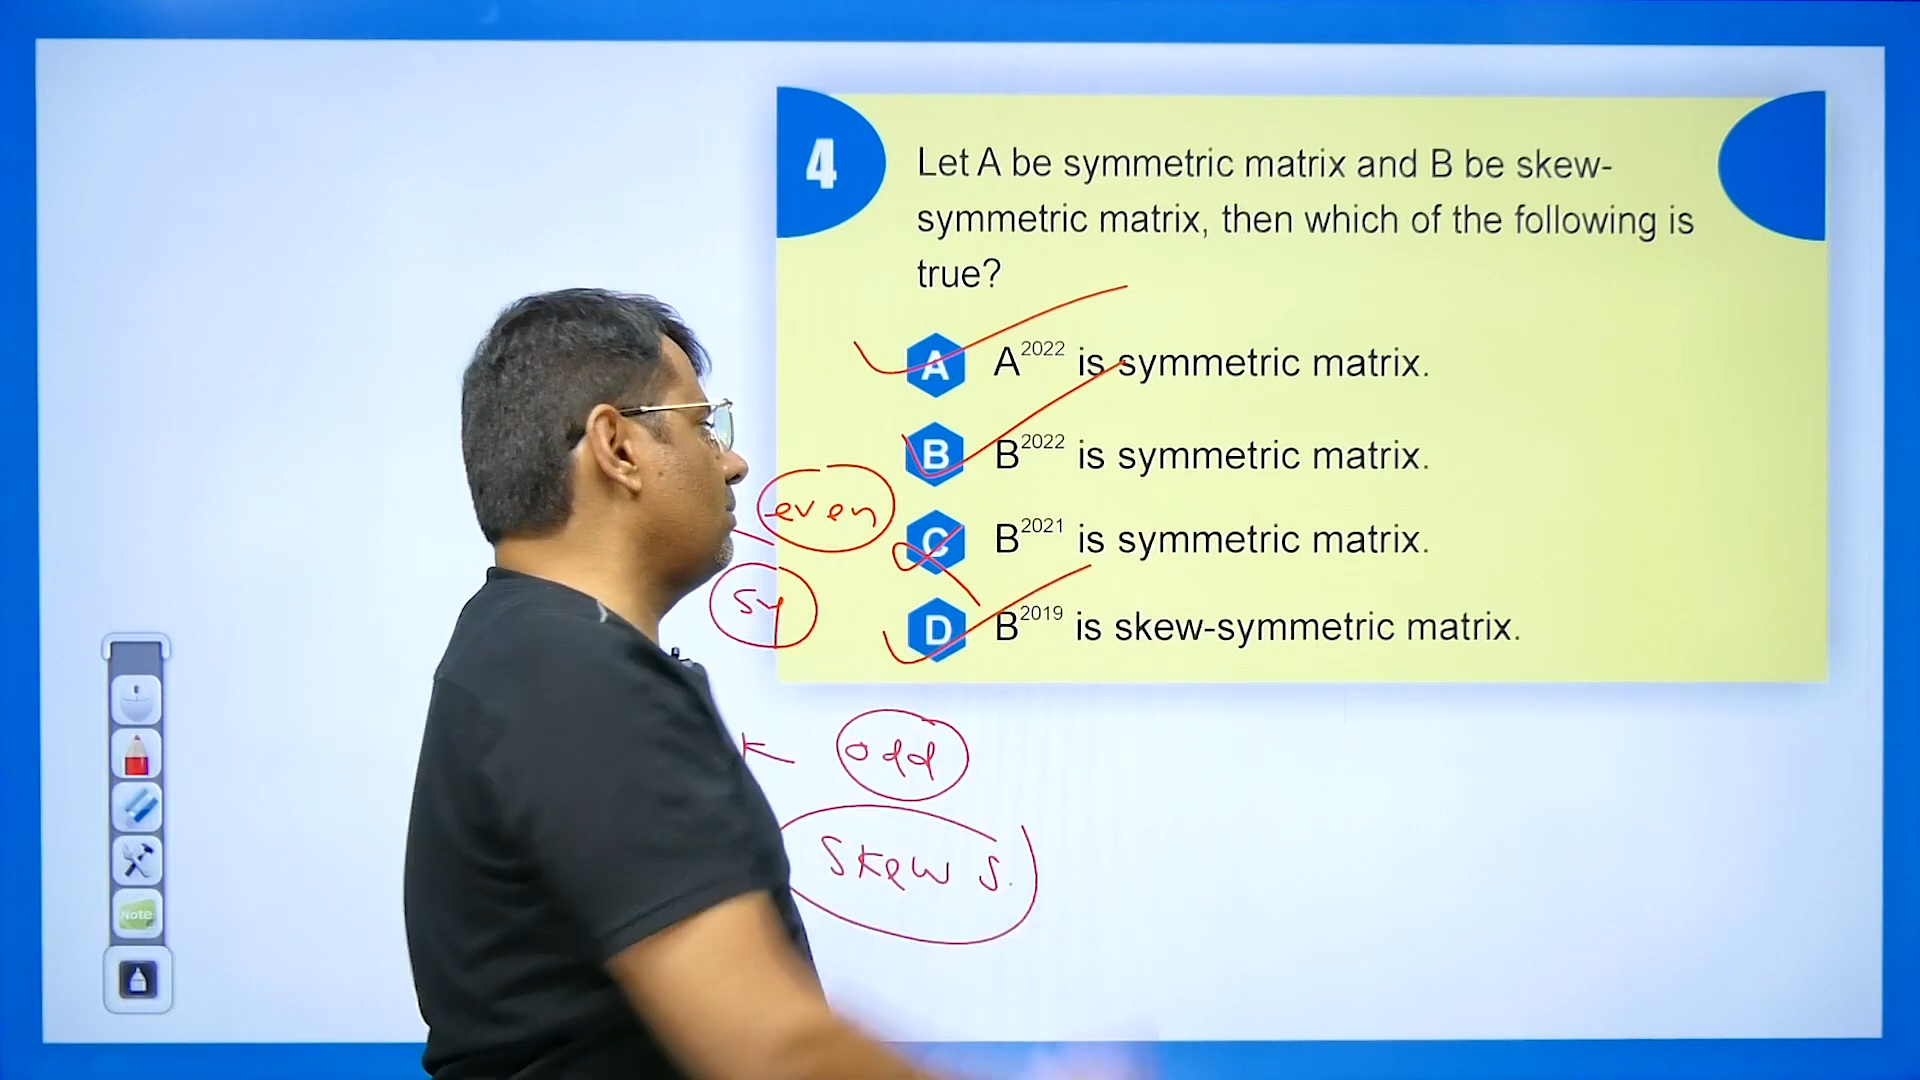 4
Let A be symmetric matrix and B be skew-
symmetric matrix, then which of the following is
true?
A A²⁰²² is symmetric matrix.
B B²⁰²² is symmetric matrix.
C B²⁰²¹ is symmetric matrix.
D B²⁰¹⁹ is skew-symmetric matrix.
even
Sy
K odd
Skew S.
Note